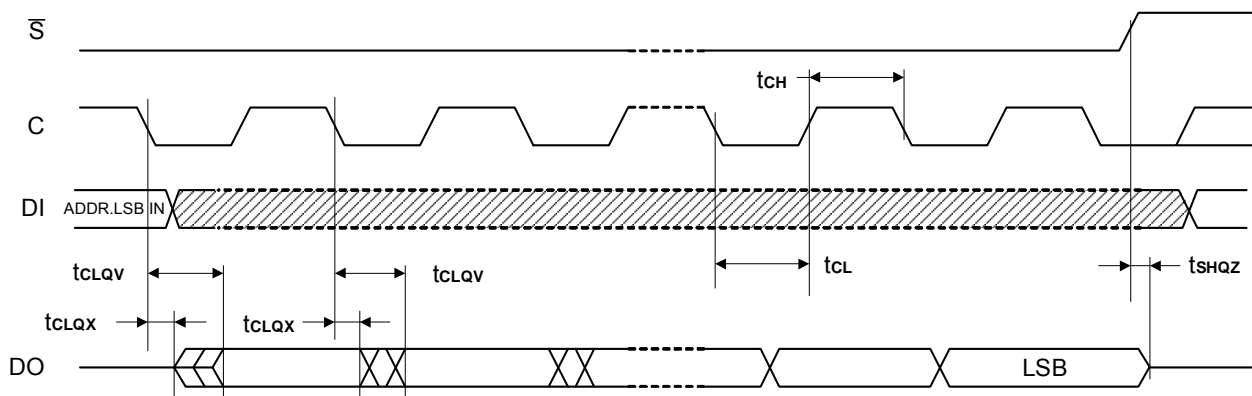 S
tCH
C
DI ADDR.LSB IN
tCLQV tCLQV tCL tSHQZ
tCLQX tCLQX
DO LSB